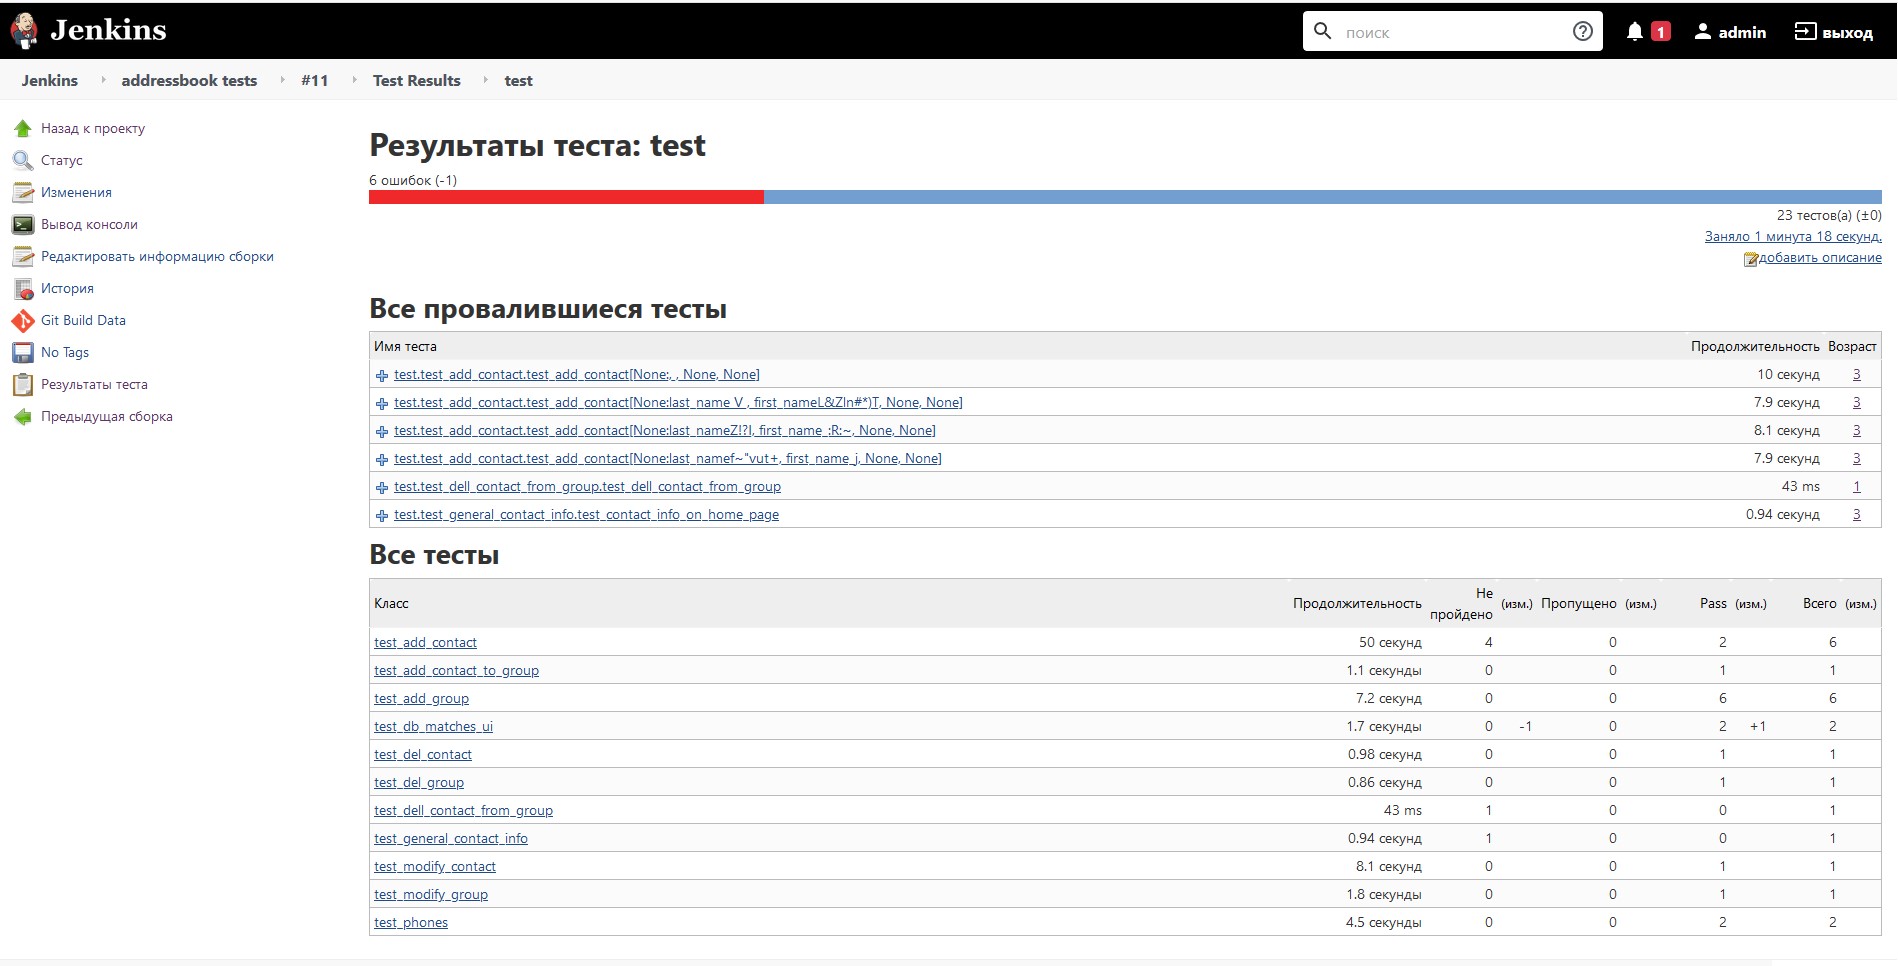 Jenkins
поиск
1
admin
выход
Jenkins addressbook tests #11 Test Results test
Назад к проекту
Статус
Изменения
Вывод консоли
Редактировать информацию сборки
История
Git Build Data
No Tags
Результаты теста
Предыдущая сборка
Результаты теста: test
6 ошибок (-1)
23 тестов(а) (±0)
Заняло 1 минута 18 секунд.
добавить описание
Все провалившиеся тесты
Имя теста Продолжительность Возраст
test.test_add_contact.test_add_contact[None:, , None, None] 10 секунд 3
test.test_add_contact.test_add_contact[None:last_name V , first_nameL&ZIn#*)T, None, None] 7.9 секунд 3
test.test_add_contact.test_add_contact[None:last_nameZ!?I, first_name_:R:~, None, None] 8.1 секунд 3
test.test_add_contact.test_add_contact[None:last_namef~"vut+, first_name_j, None, None] 7.9 секунд 3
test.test_dell_contact_from_group.test_dell_contact_from_group 43 ms 1
test.test_general_contact_info.test_contact_info_on_home_page 0.94 секунд 3
Все тесты
Класс Продолжительность Не пройдено (изм.) Пропущено (изм.) Pass (изм.) Всего (изм.)
test_add_contact 50 секунд 4 0 2 6
test_add_contact_to_group 1.1 секунды 0 0 1 1
test_add_group 7.2 секунд 0 0 6 6
test_db_matches_ui 1.7 секунды 0 -1 0 2 +1 2
test_del_contact 0.98 секунд 0 0 1 1
test_del_group 0.86 секунд 0 0 1 1
test_dell_contact_from_group 43 ms 1 0 0 1
test_general_contact_info 0.94 секунд 1 0 0 1
test_modify_contact 8.1 секунд 0 0 1 1
test_modify_group 1.8 секунды 0 0 1 1
test_phones 4.5 секунды 0 0 2 2